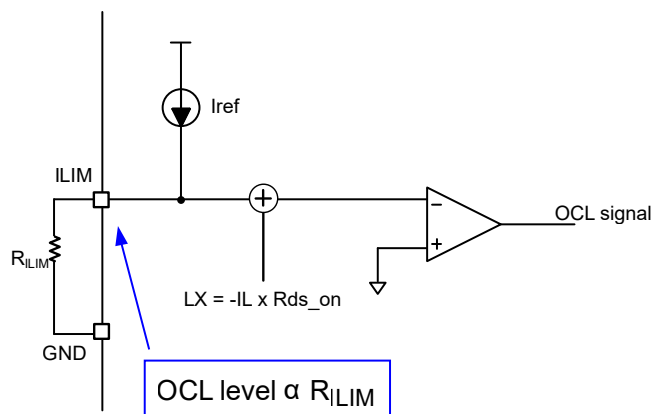 Iref
ILIM
OCL signal
−
+
+
RILIM
LX = -IL x Rds_on
GND
OCL level α RILIM